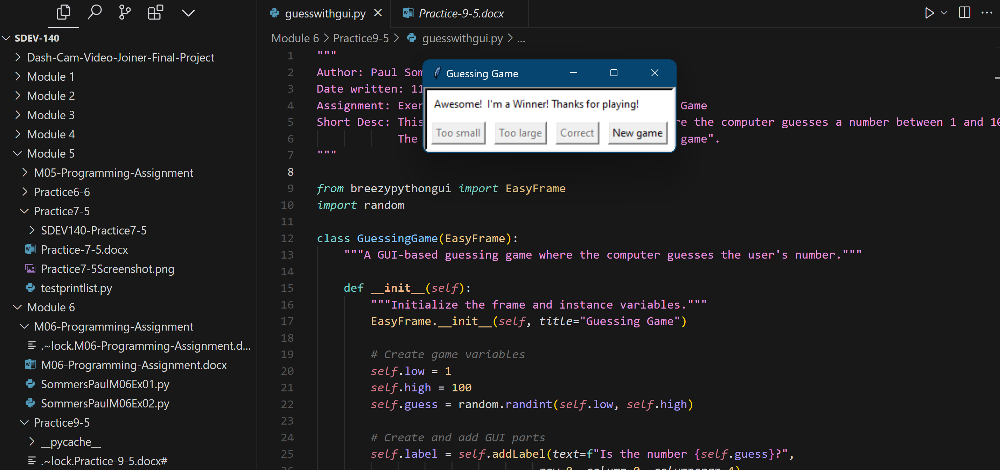 SDEV-140
Dash-Cam-Video-Joiner-Final-Project
Module 1
Module 2
Module 3
Module 4
Module 5
M05-Programming-Assignment
Practice6-6
Practice7-5
SDEV140-Practice7-5
Practice-7-5.docx
Practice7-5Screenshot.png
testprintlist.py
Module 6
M06-Programming-Assignment
.~lock.M06-Programming-Assignment.d...
M06-Programming-Assignment.docx
SommersPaulM06Ex01.py
SommersPaulM06Ex02.py
Practice9-5
__pycache__
.~lock.Practice-9-5.docx#
guesswithgui.py
Practice-9-5.docx
Module 6 > Practice9-5 > guesswithgui.py > ...
Guessing Game
Awesome!  I'm a Winner! Thanks for playing!
Too small
Too large
Correct
New game
1 """
2 Author: Paul Som
3 Date written: 11
4 Assignment: Exer Game
5 Short Desc: This the computer guesses a number between 1 and 10
6 The game".
7 """
8
9 from breezypythongui import EasyFrame
10 import random
11
12 class GuessingGame(EasyFrame):
13 """A GUI-based guessing game where the computer guesses the user's number."""
14
15 def __init__(self):
16 """Initialize the frame and instance variables."""
17 EasyFrame.__init__(self, title="Guessing Game")
18
19 # Create game variables
20 self.low = 1
21 self.high = 100
22 self.guess = random.randint(self.low, self.high)
23
24 # Create and add GUI parts
25 self.label = self.addLabel(text=f"Is the number {self.guess}?",
26 row=0, column=0, columnspan=4)